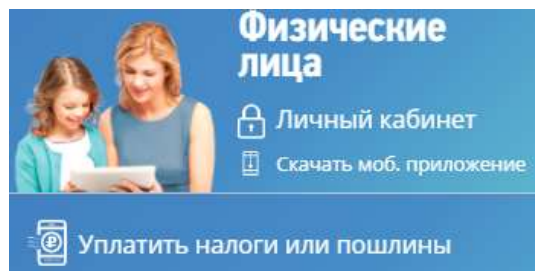 Физические
лица
Личный кабинет
Скачать моб. приложение
Уплатить налоги или пошлины